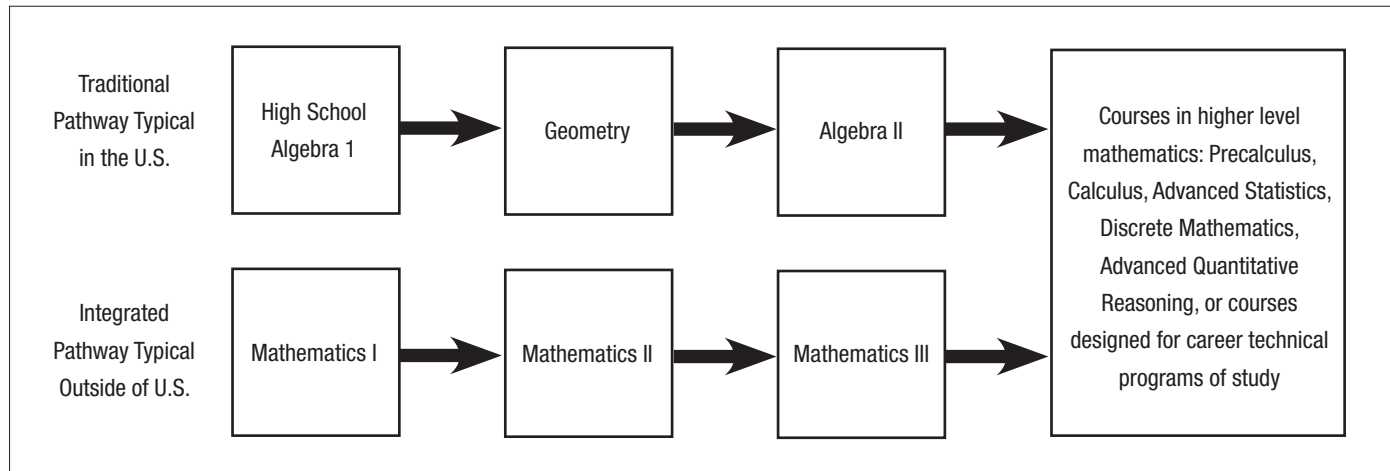 Traditional
Pathway Typical
in the U.S.
High School
Algebra 1
Geometry
Algebra II
Integrated
Pathway Typical
Outside of U.S.
Mathematics I
Mathematics II
Mathematics III
Courses in higher level
mathematics: Precalculus,
Calculus, Advanced Statistics,
Discrete Mathematics,
Advanced Quantitative
Reasoning, or courses
designed for career technical
programs of study